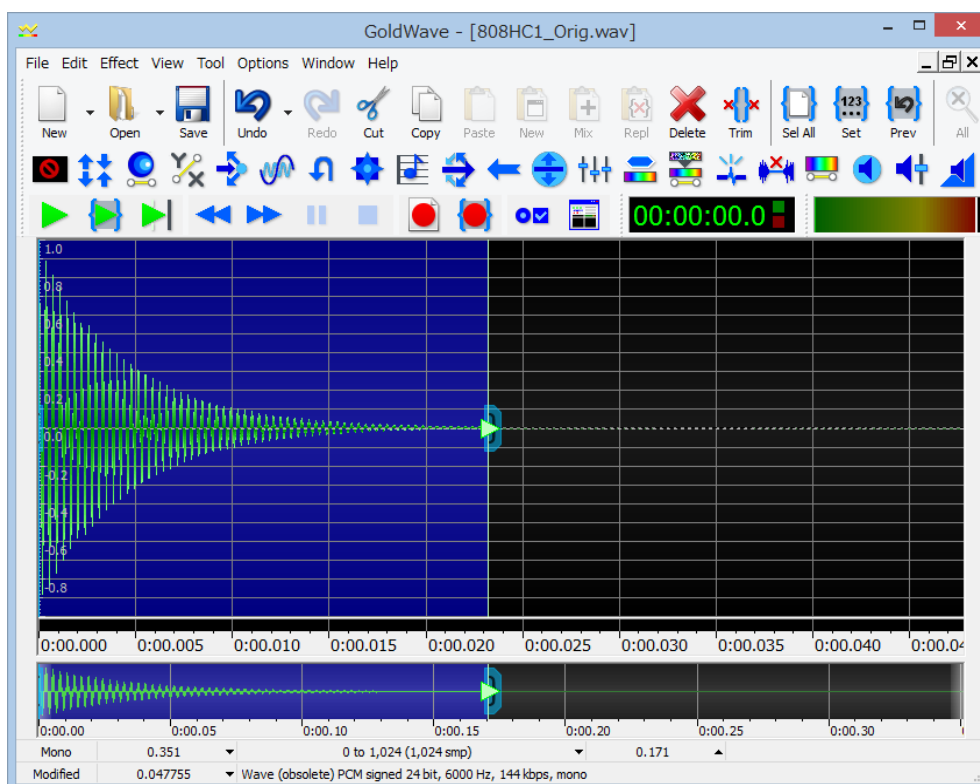 GoldWave - [808HC1_Orig.wav]
File Edit Effect View Tool Options Window Help
New Open Save Undo Redo Cut Copy Paste New Mix Repl Delete Trim Sel All Set Prev All
123
00:00:00.0
1.0
0.8
0.6
0.4
0.2
0.0
-0.2
-0.4
-0.6
-0.8
0:00.000 0:00.005 0:00.010 0:00.015 0:00.020 0:00.025 0:00.030 0:00.035 0:00.040 0:00.04
0:00.00 0:00.05 0:00.10 0:00.15 0:00.20 0:00.25 0:00.30
Mono 0.351 0 to 1,024 (1,024 smp) 0.171
Modified 0.047755 Wave (obsolete) PCM signed 24 bit, 6000 Hz, 144 kbps, mono